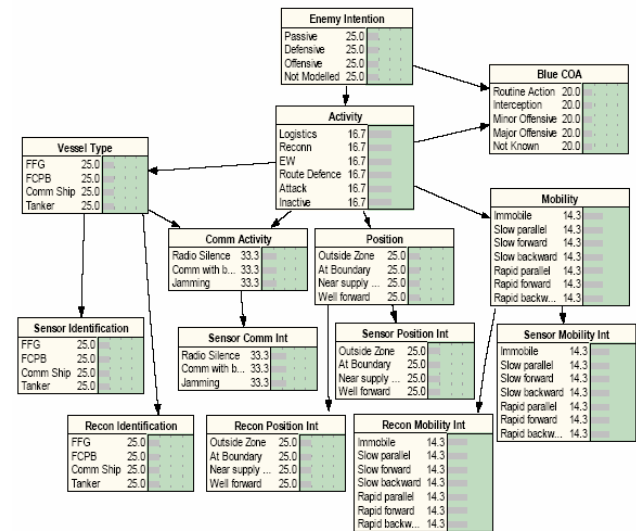 Enemy Intention
Passive 25.0
Defensive 25.0
Offensive 25.0
Not Modelled 25.0
Blue COA
Routine Action 20.0
Interception 20.0
Minor Offensive 20.0
Major Offensive 20.0
Not Known 20.0
Activity
Logistics 16.7
Reconn 16.7
EW 16.7
Route Defence 16.7
Attack 16.7
Inactive 16.7
Vessel Type
FFG 25.0
FCPB 25.0
Comm Ship 25.0
Tanker 25.0
Mobility
Immobile 14.3
Slow parallel 14.3
Slow forward 14.3
Slow backward 14.3
Rapid parallel 14.3
Rapid forward 14.3
Rapid backw... 14.3
Comm Activity
Radio Silence 33.3
Comm with b... 33.3
Jamming 33.3
Position
Outside Zone 25.0
At Boundary 25.0
Near supply ... 25.0
Well forward 25.0
Sensor Identification
FFG 25.0
FCPB 25.0
Comm Ship 25.0
Tanker 25.0
Sensor Comm Int
Radio Silence 33.3
Comm with b... 33.3
Jamming 33.3
Sensor Position Int
Outside Zone 25.0
At Boundary 25.0
Near supply ... 25.0
Well forward 25.0
Sensor Mobility Int
Immobile 14.3
Slow parallel 14.3
Slow forward 14.3
Slow backward 14.3
Rapid parallel 14.3
Rapid forward 14.3
Rapid backw... 14.3
Recon Identification
FFG 25.0
FCPB 25.0
Comm Ship 25.0
Tanker 25.0
Recon Position Int
Outside Zone 25.0
At Boundary 25.0
Near supply ... 25.0
Well forward 25.0
Recon Mobility Int
Immobile 14.3
Slow parallel 14.3
Slow forward 14.3
Slow backward 14.3
Rapid parallel 14.3
Rapid forward 14.3
Rapid backw... 14.3